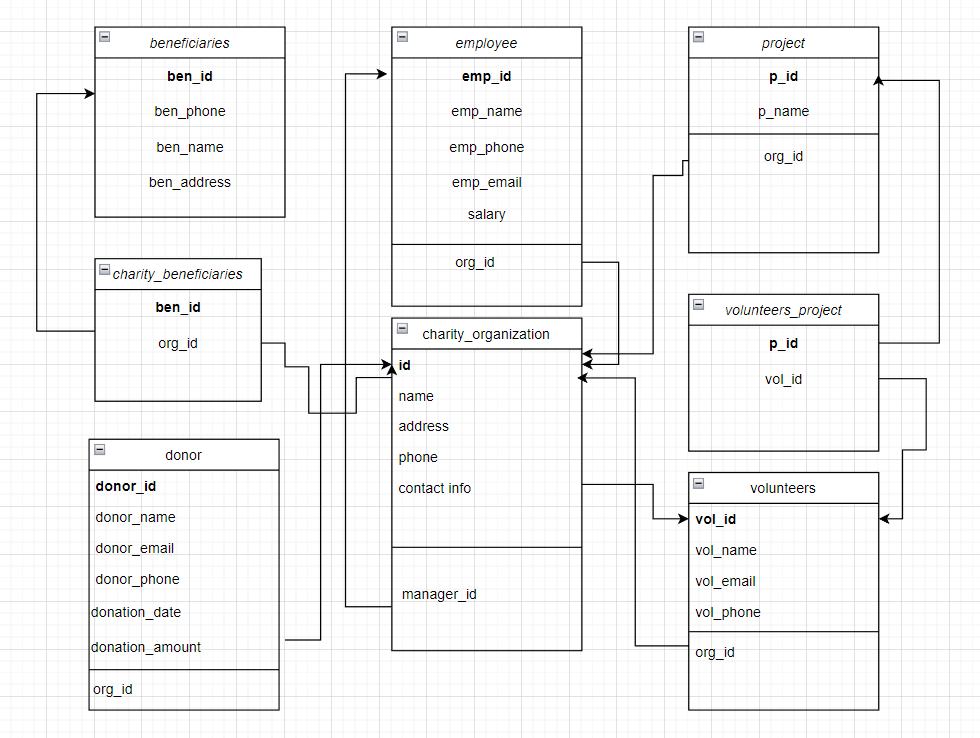 beneficiaries
ben_id
ben_phone
ben_name
ben_address
employee
emp_id
emp_name
emp_phone
emp_email
salary
org_id
project
p_id
p_name
org_id
charity_beneficiaries
ben_id
org_id
charity_organization
id
name
address
phone
contact info
manager_id
volunteers_project
p_id
vol_id
donor
donor_id
donor_name
donor_email
donor_phone
donation_date
donation_amount
org_id
volunteers
vol_id
vol_name
vol_email
vol_phone
org_id